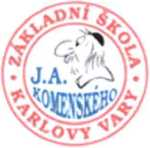 ZÁKLADNÍ ŠKOLA
J.A.
KOMENSKÉHO
KARLOVY VARY